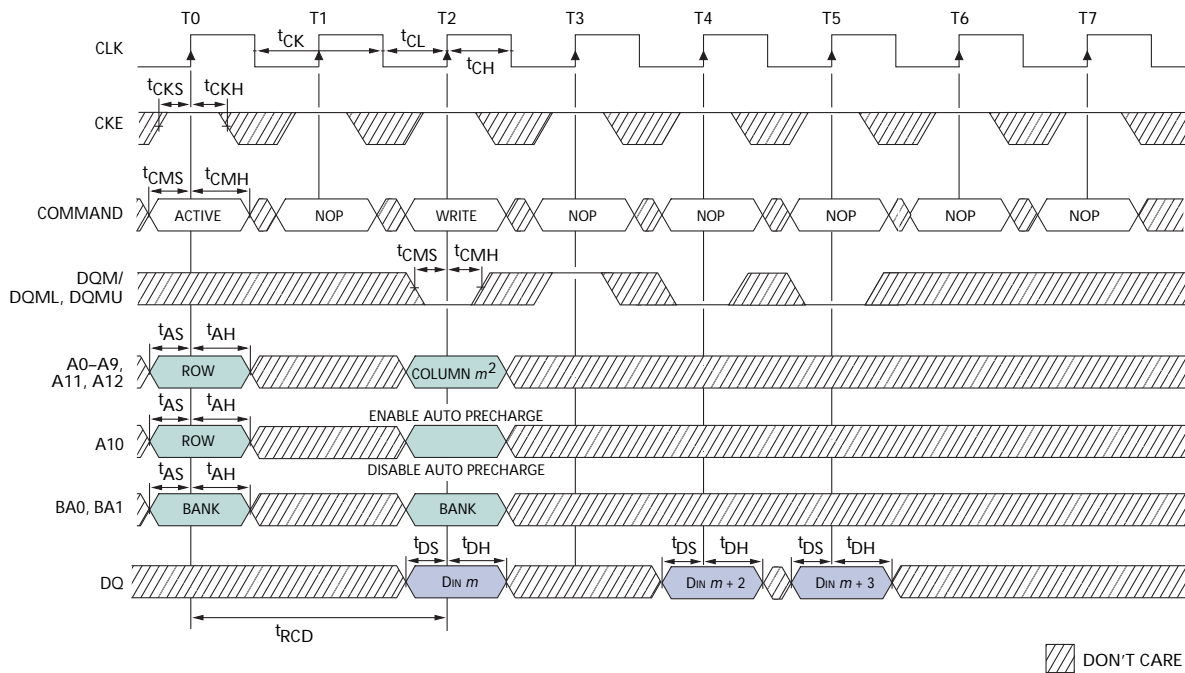 T0 T1 T2 T3 T4 T5 T6 T7
CLK
tCK tCL
tCH
tCKS tCKH
CKE
tCMS tCMH
COMMAND ACTIVE NOP WRITE NOP NOP NOP NOP NOP
tCMS tCMH
DQM/
DQML, DQMU
tAS tAH
A0–A9,
A11, A12
ROW COLUMN m2
tAS tAH
ENABLE AUTO PRECHARGE
A10 ROW
DISABLE AUTO PRECHARGE
tAS tAH
BA0, BA1 BANK BANK
tDS tDH tDS tDH tDS tDH
DQ DIN m DIN m + 2 DIN m + 3
tRCD
DON'T CARE